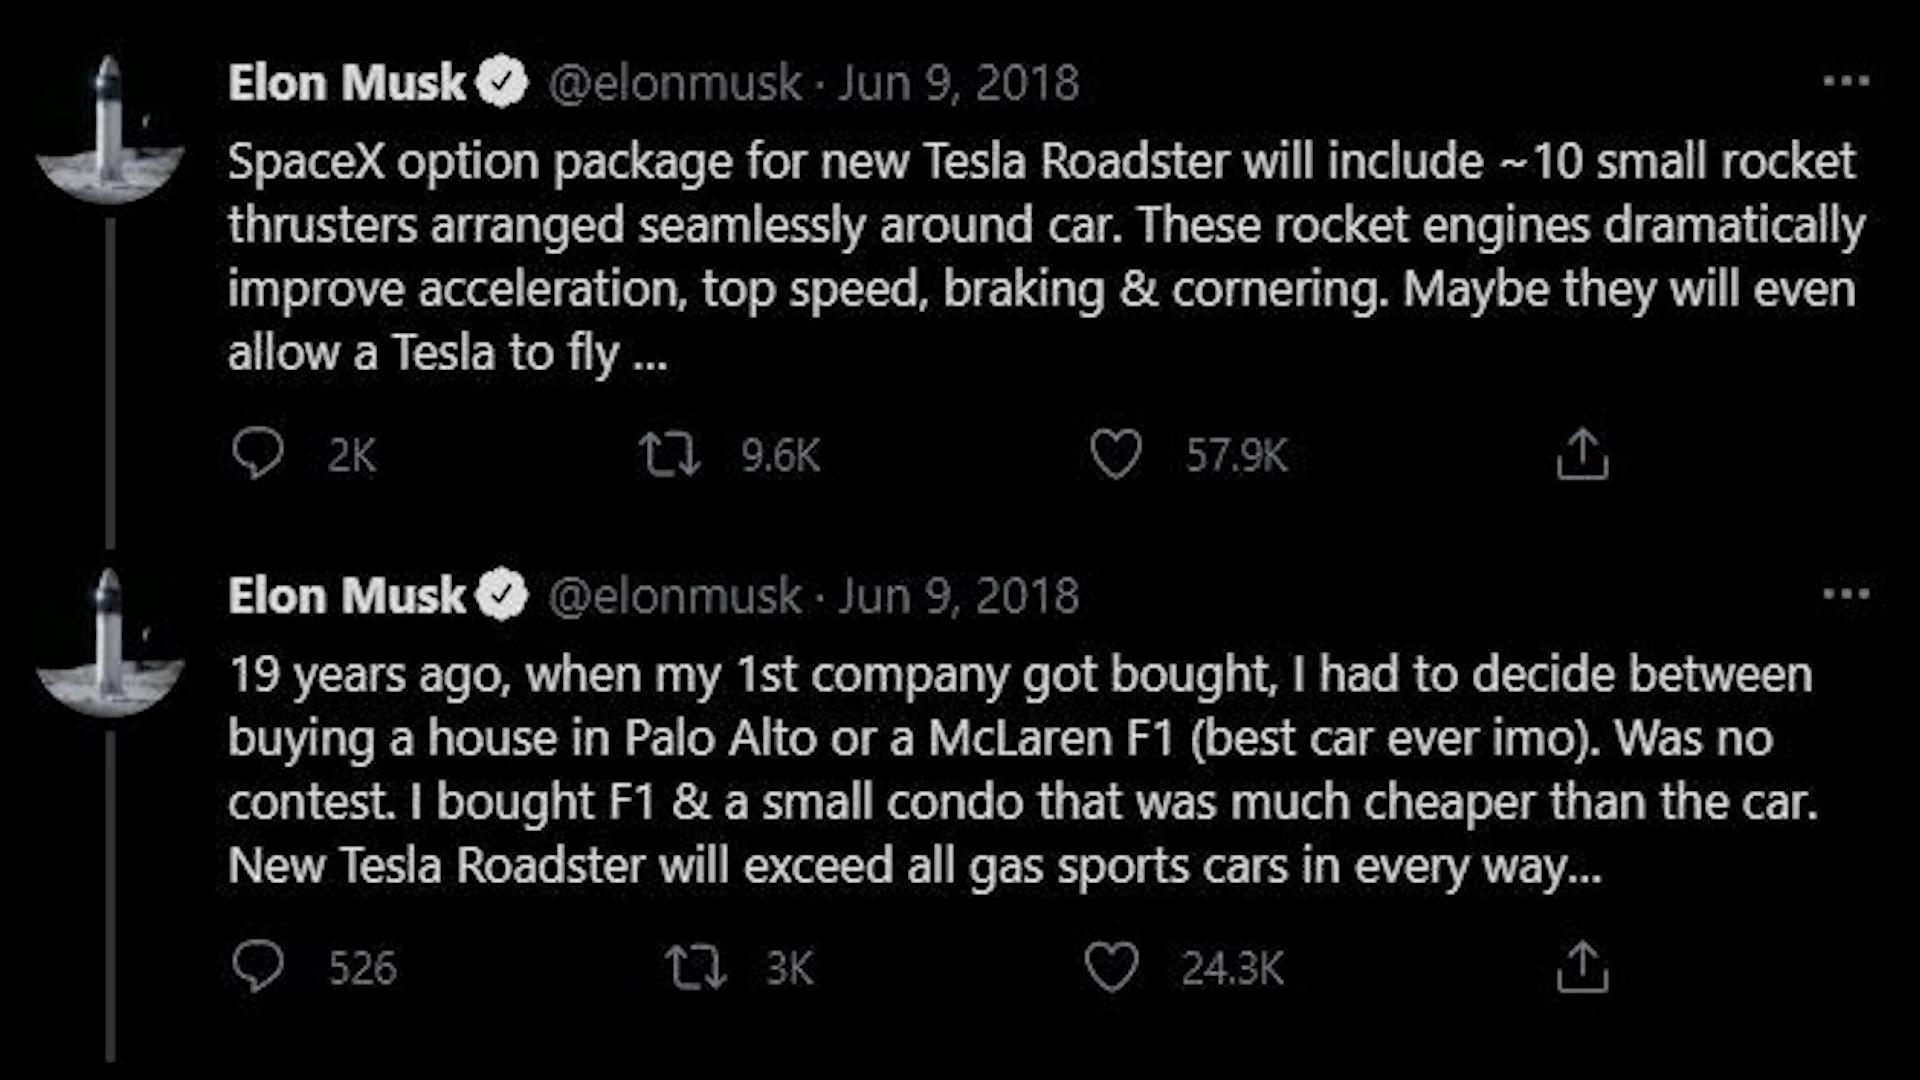 Elon Musk @elonmusk · Jun 9, 2018 ...
SpaceX option package for new Tesla Roadster will include ~10 small rocket
thrusters arranged seamlessly around car. These rocket engines dramatically
improve acceleration, top speed, braking & cornering. Maybe they will even
allow a Tesla to fly ...
2K 9.6K 57.9K
Elon Musk @elonmusk · Jun 9, 2018 ...
19 years ago, when my 1st company got bought, I had to decide between
buying a house in Palo Alto or a McLaren F1 (best car ever imo). Was no
contest. I bought F1 & a small condo that was much cheaper than the car.
New Tesla Roadster will exceed all gas sports cars in every way...
526 3K 24.3K